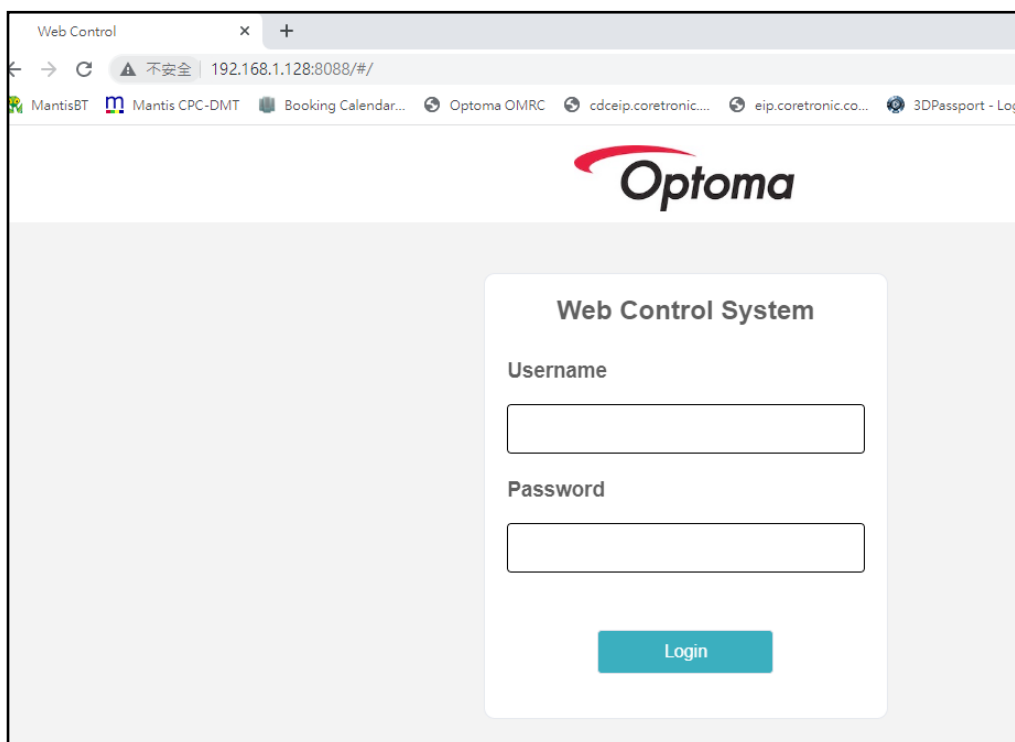 Web Control
不安全 192.168.1.128:8088/#/
MantisBT Mantis CPC-DMT Booking Calendar... Optoma OMRC cdceip.coretronic.... eip.coretronic.co... 3DPassport - Log
Optoma
Web Control System
Username
Password
Login